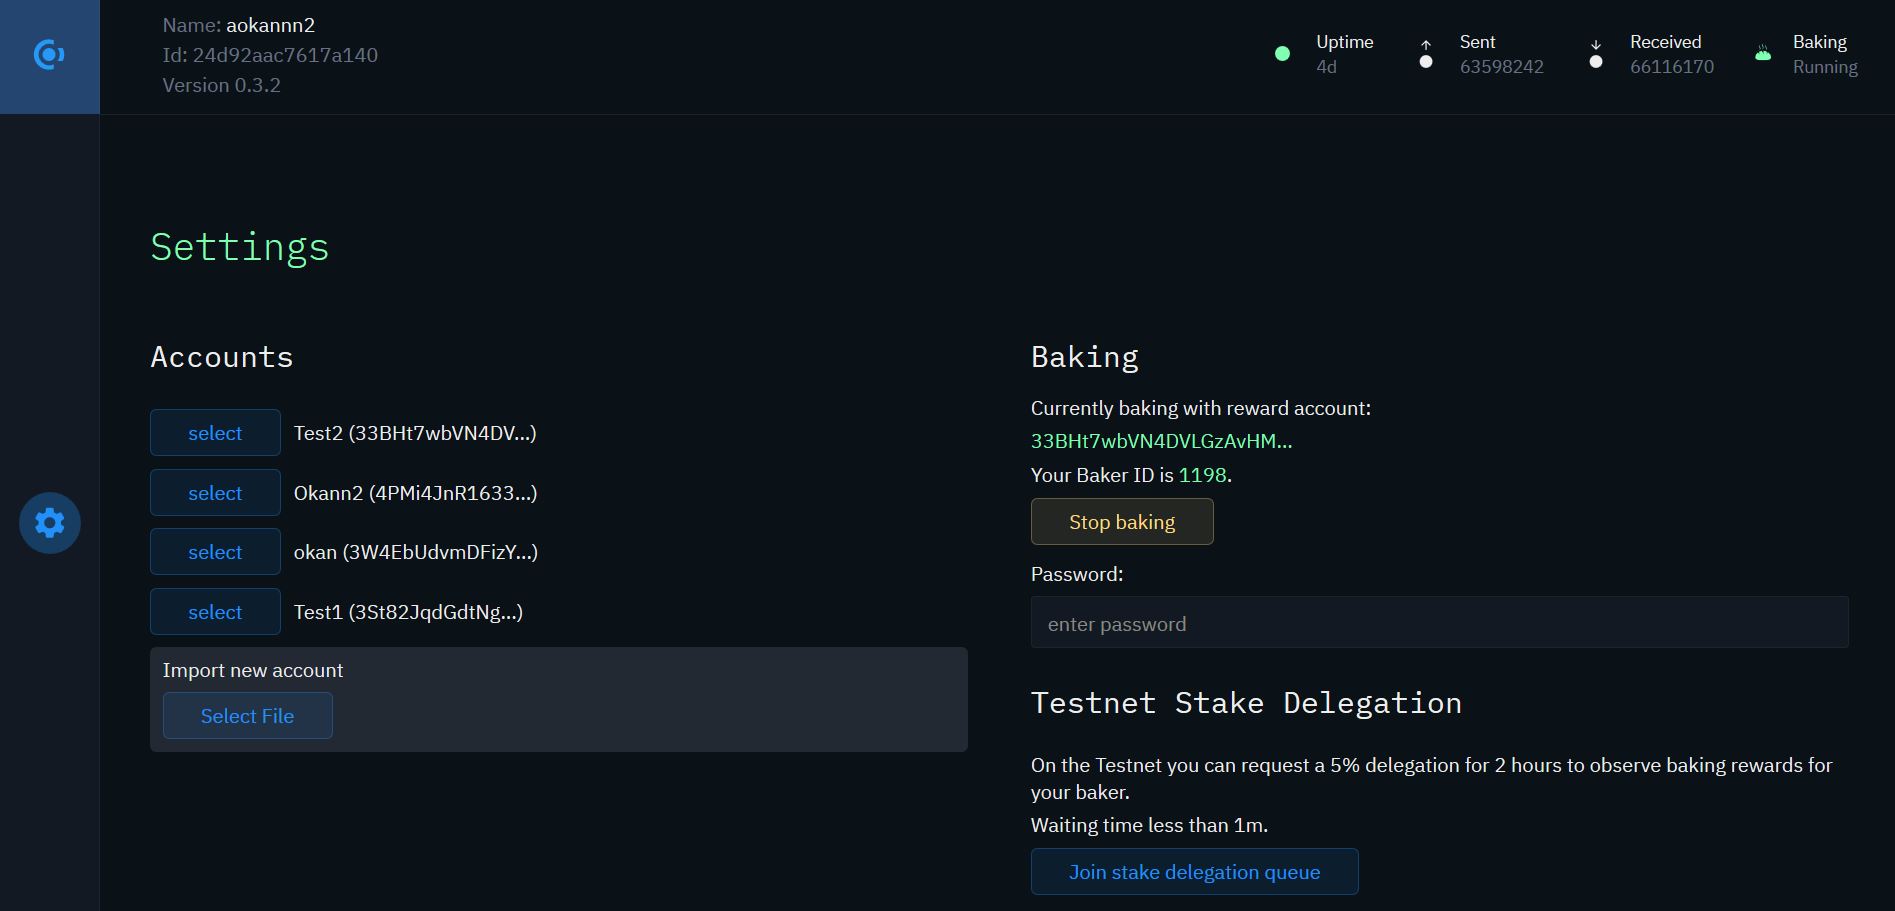 Name: aokannn2
Id: 24d92aac7617a140
Version 0.3.2
Uptime
4d
Sent
63598242
Received
66116170
Baking
Running
Settings
Accounts
select Test2 (33BHt7wbVN4DV...)
select Okann2 (4PMi4JnR1633...)
select okan (3W4EbUdvmDFizY...)
select Test1 (3St82JqdGdtNg...)
Import new account
Select File
Baking
Currently baking with reward account:
33BHt7wbVN4DVLGzAvHM...
Your Baker ID is 1198.
Stop baking
Password:
enter password
Testnet Stake Delegation
On the Testnet you can request a 5% delegation for 2 hours to observe baking rewards for
your baker.
Waiting time less than 1m.
Join stake delegation queue